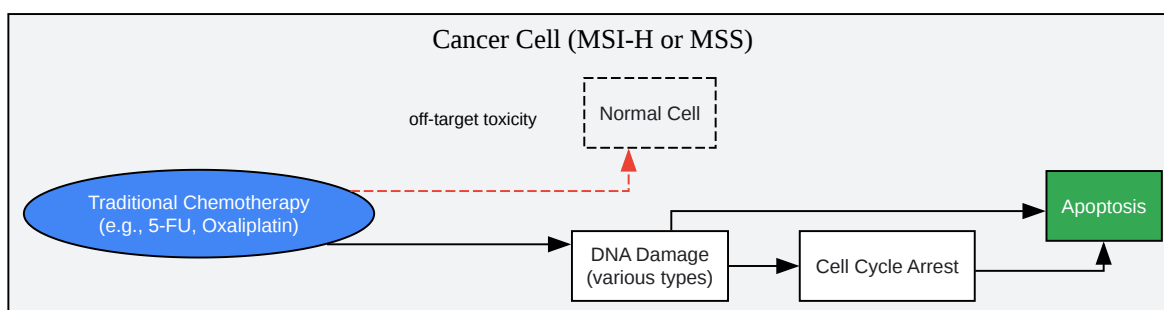 Cancer Cell (MSI-H or MSS)
off-target toxicity
Normal Cell
Traditional Chemotherapy
(e.g., 5-FU, Oxaliplatin)
Apoptosis
DNA Damage
(various types)
Cell Cycle Arrest